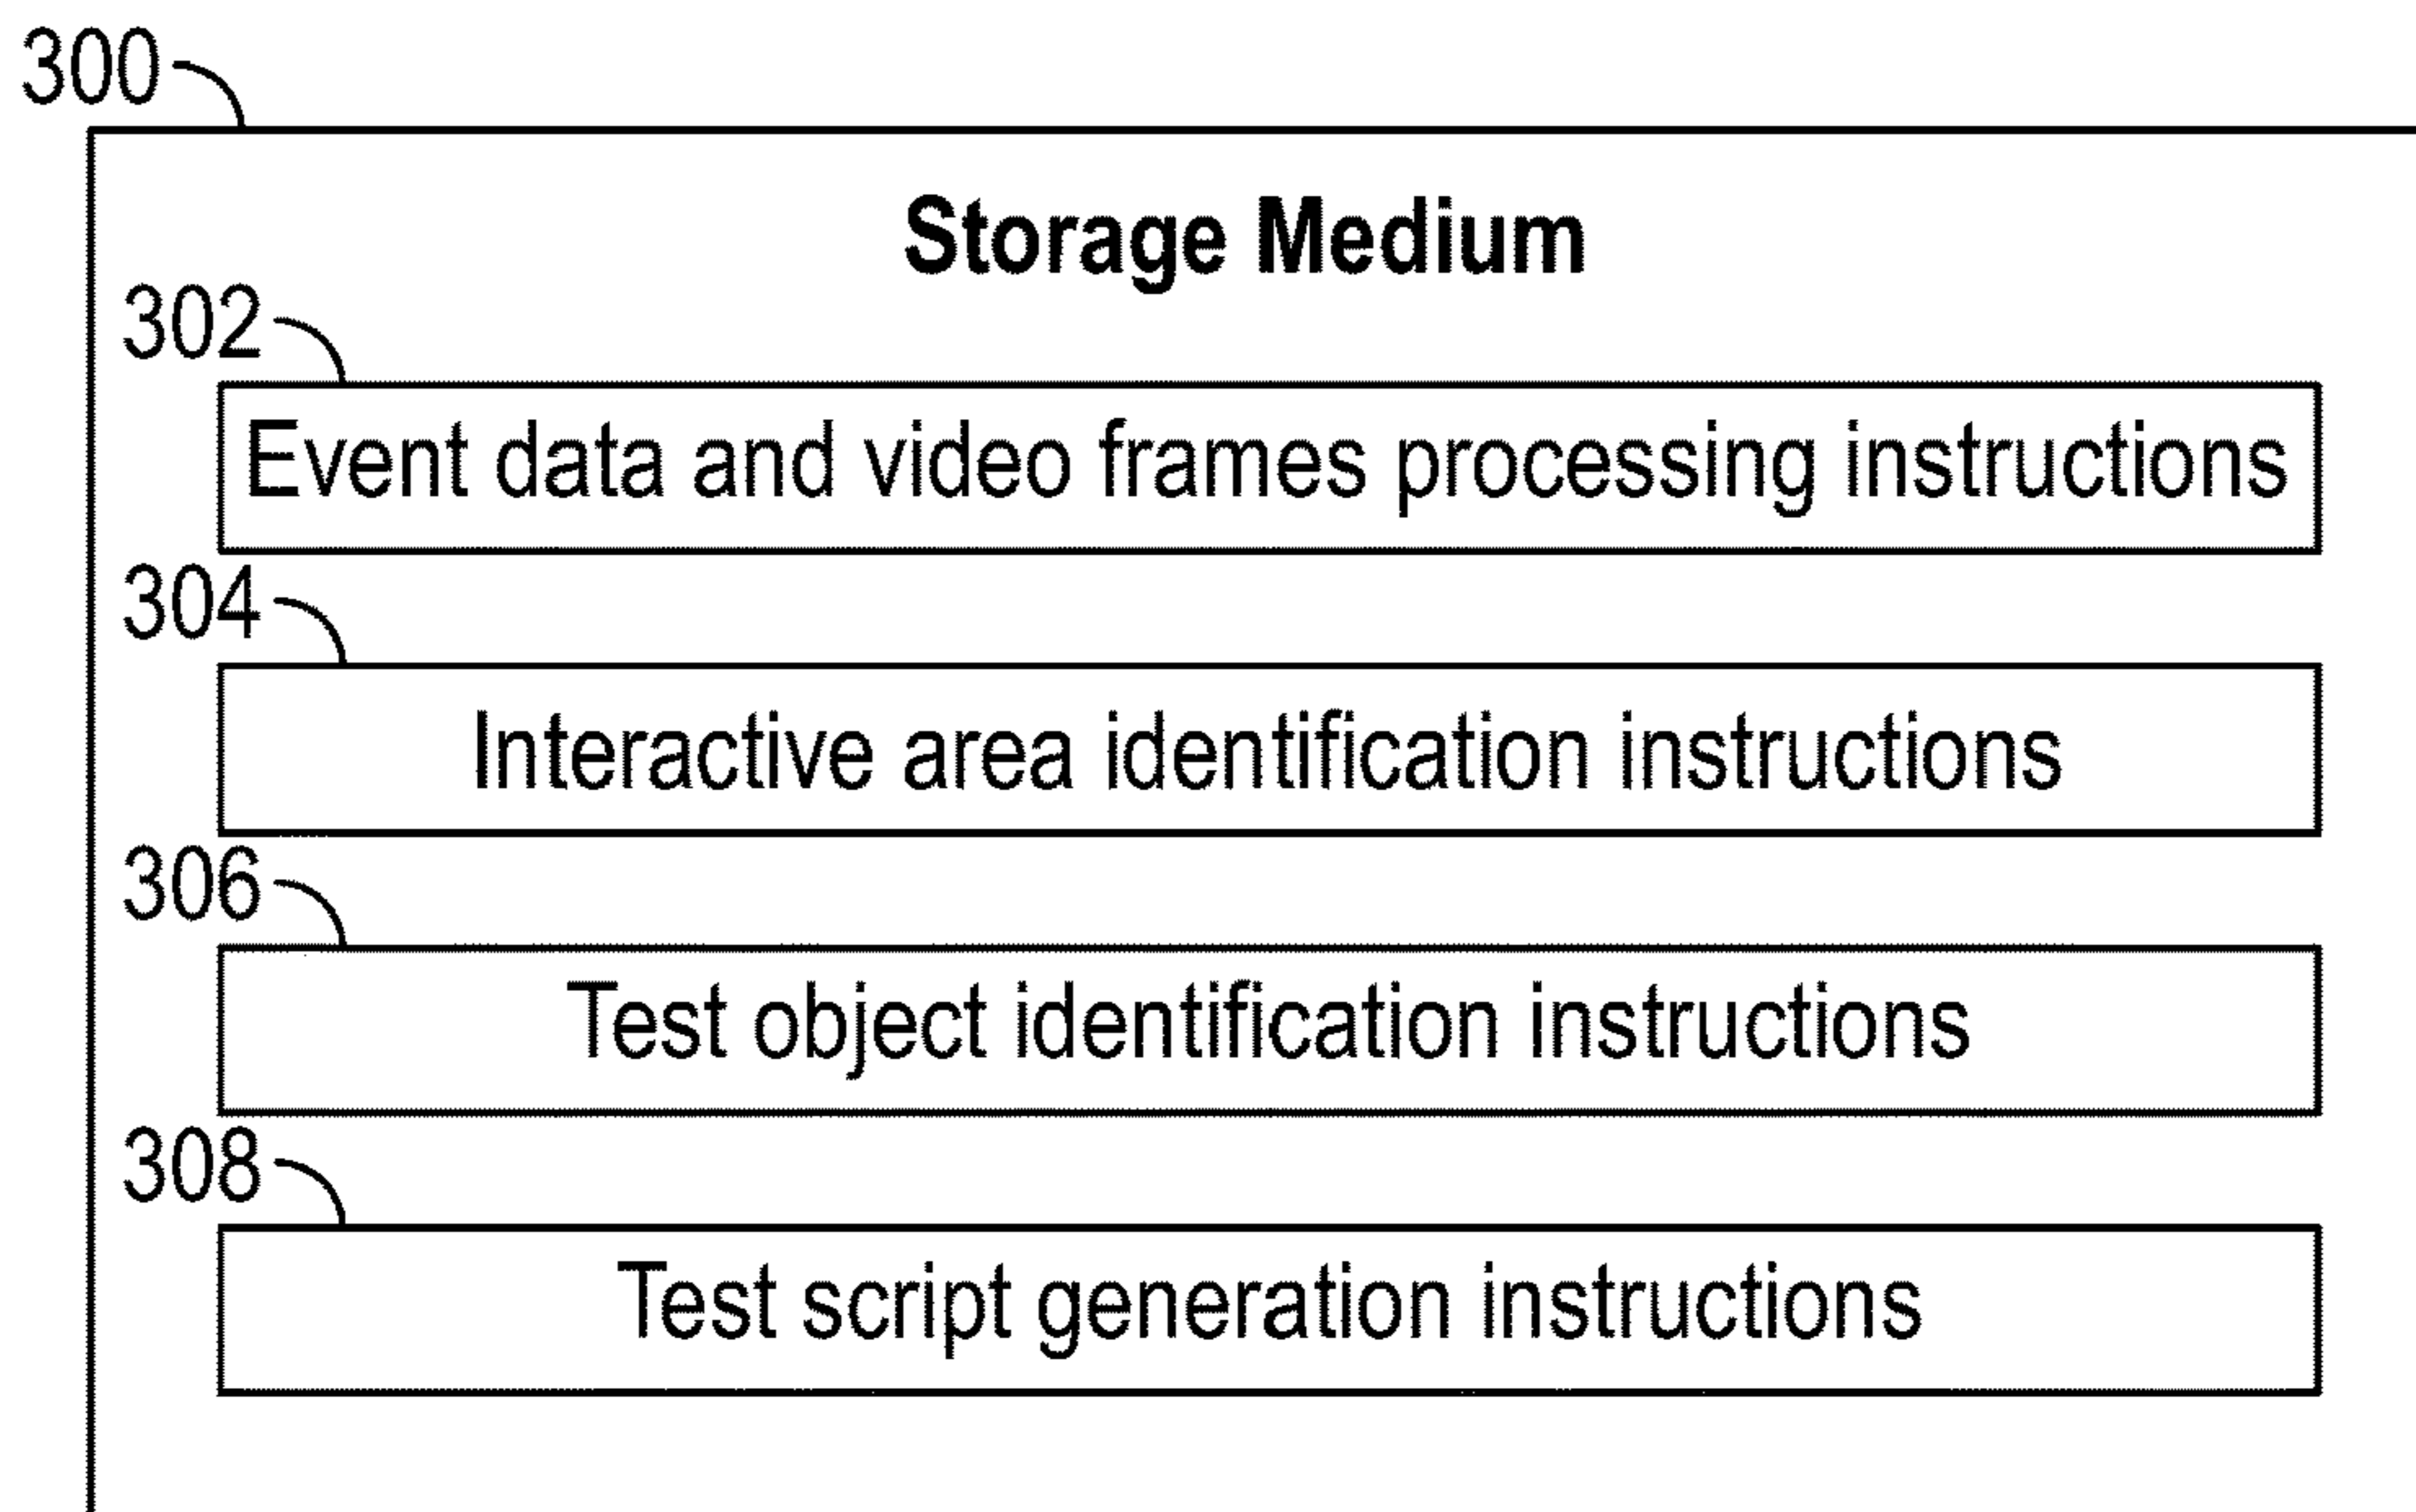 300
Storage Medium
302
Event data and video frames processing instructions
304
Interactive area identification instructions
306
Test object identification instructions
308
Test script generation instructions